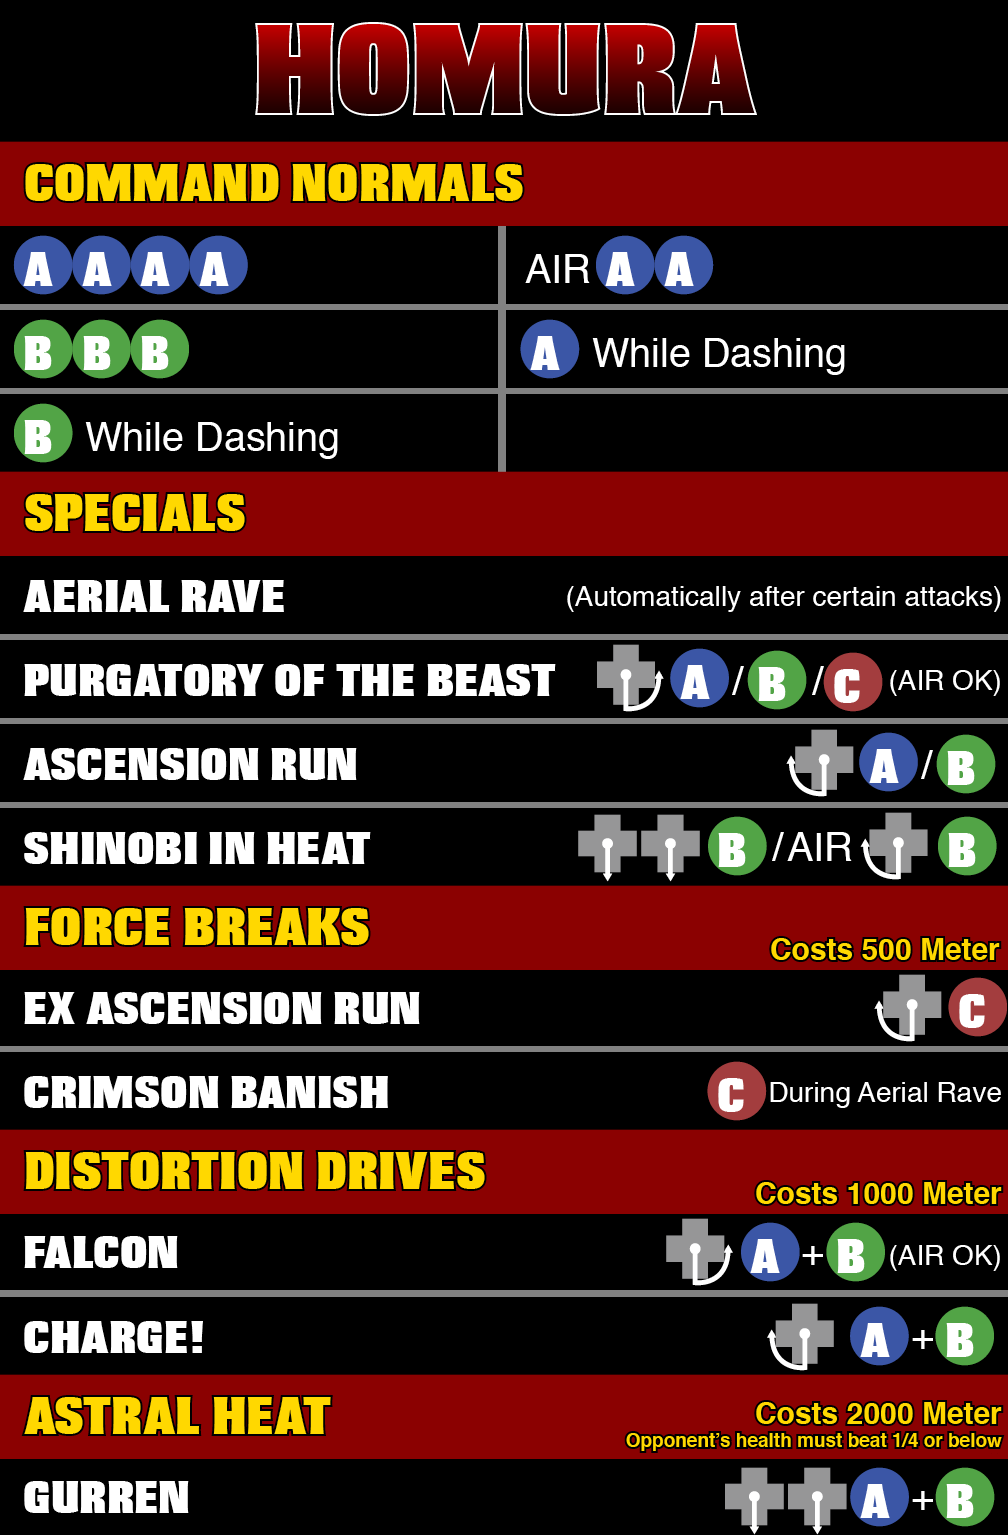 HOMURA
COMMAND NORMALS
A A A A
AIR A A
B B B
A While Dashing
B While Dashing
SPECIALS
AERIAL RAVE (Automatically after certain attacks)
PURGATORY OF THE BEAST A / B / C (AIR OK)
ASCENSION RUN A / B
SHINOBI IN HEAT B / AIR B
FORCE BREAKS
Costs 500 Meter
EX ASCENSION RUN C
CRIMSON BANISH C During Aerial Rave
DISTORTION DRIVES
Costs 1000 Meter
FALCON A + B (AIR OK)
CHARGE! A + B
ASTRAL HEAT
Costs 2000 Meter
Opponent's health must beat 1/4 or below
GURREN A + B